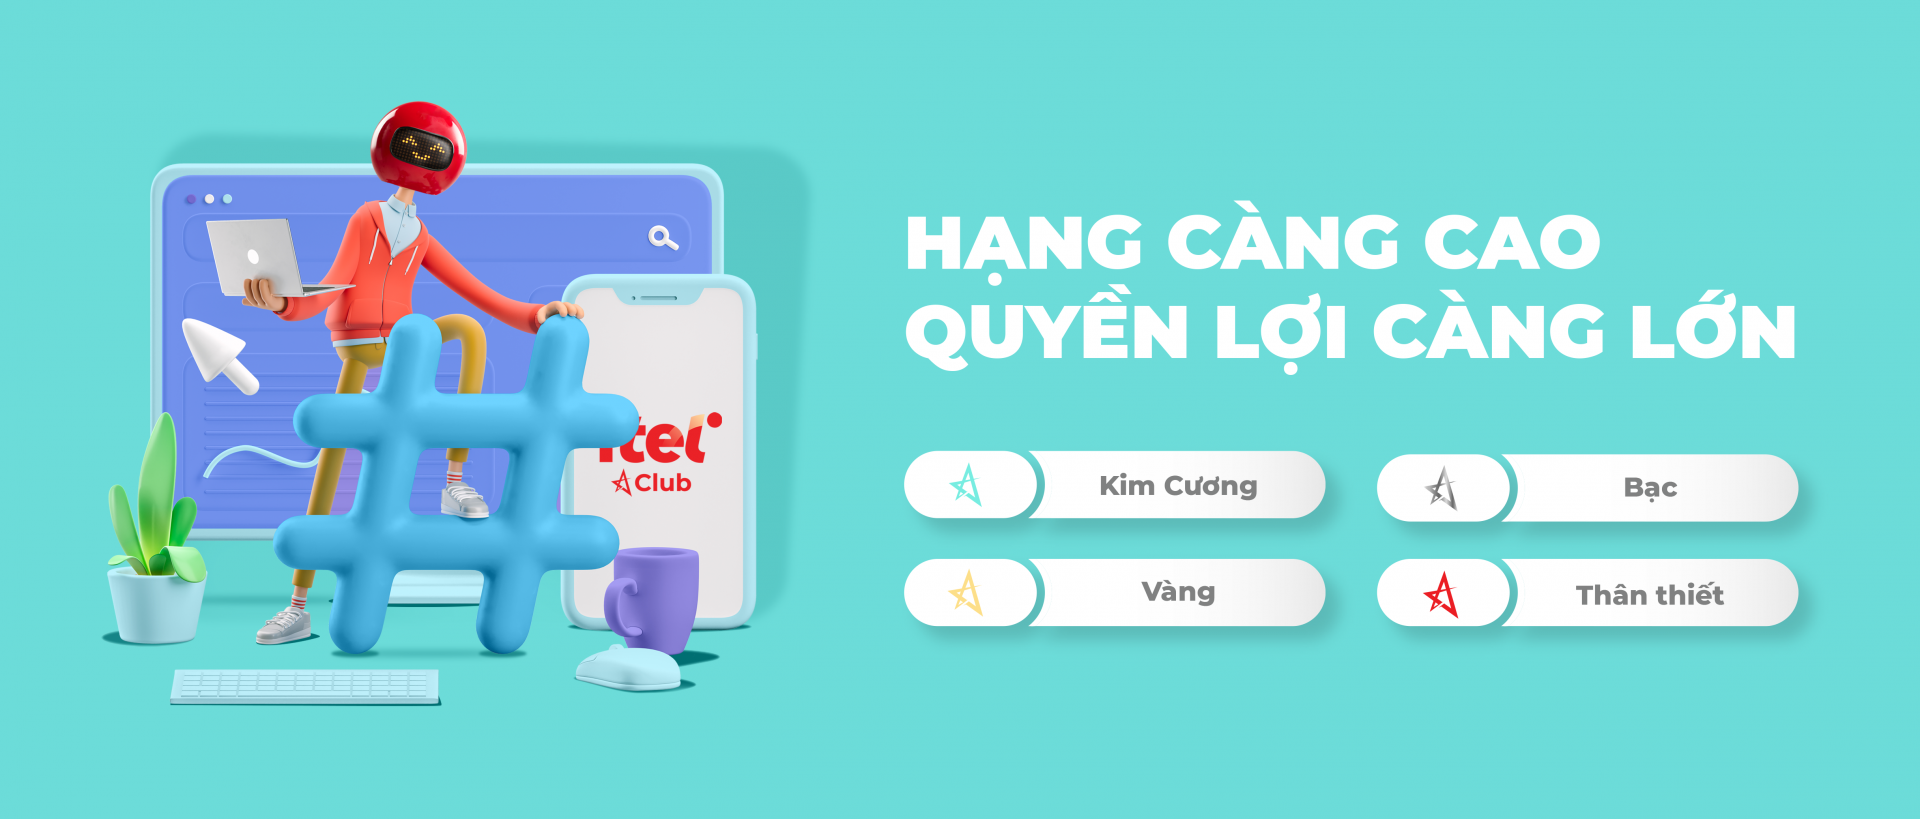 HẠNG CÀNG CAO
QUYỀN LỢI CÀNG LỚN
itel
Club
Kim Cương
Bạc
Vàng
Thân thiết